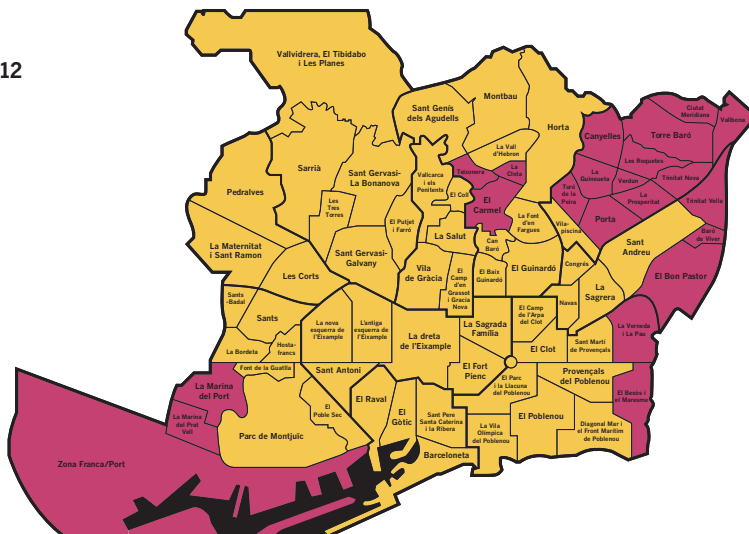 12
Vallvidrera, El Tibidabo
i Les Planes
Sant Genís
dels Agudells
Montbau
Horta
La Vall
d'Hebron
Canyelles
Ciutat
Meridiana
Vallbona
Torre Baró
Les Roquetes
Trinitat Nova
La
Guineueta
Verdun
La
Prosperitat
Trinitat Vella
Turó
de la
Peira
Porta
Baró
de Viver
Sarrià
Sant Gervasi-
La Bonanova
Vallcarca
i els
Penitents
Teixonera
La
Clota
El Coll
El
Carmel
Pedralbes
Les
Tres
Torres
El Putjet
i Farró
La Salut
La Font
d'en
Fargues
Vila-
piscina
Can
Baró
Sant
Andreu
El Bon Pastor
La Maternitat
i Sant Ramon
Sant Gervasi-
Galvany
Les Corts
Vila
de Gràcia
El
Camp
d'en
Grassot
i Gracia
Nova
El Baix
Guinardó
El Guinardó
Congrés
La
Sagrera
Navas
Sants
-Badal
Sants
La Bordeta
Hosta-
francs
La nova
esquerra de
l'Eixample
L'antiga
esquerra de
l'Eixample
La dreta
de l'Eixample
La Sagrada
Família
El Camp
de l'Arpa
del Clot
El Clot
Sant Martí
de Provençals
La Verneda
i La Pau
Font de la Guatlla
Sant Antoni
El Fort
Pienc
El Parc
i la Llacuna
del Poblenou
Provençals
del Poblenou
El Besòs i
el Maresme
La Marina
del Port
La Marina
del Prat
Vell
Parc de Montjuïc
El
Poble Sec
El Raval
El
Gòtic
Sant Pere
Santa Caterina
i la Ribera
Barceloneta
La Vila
Olímpica
del Poblenou
El Poblenou
Diagonal Mar i
el Front Marítim
de Poblenou
Zona Franca/Port